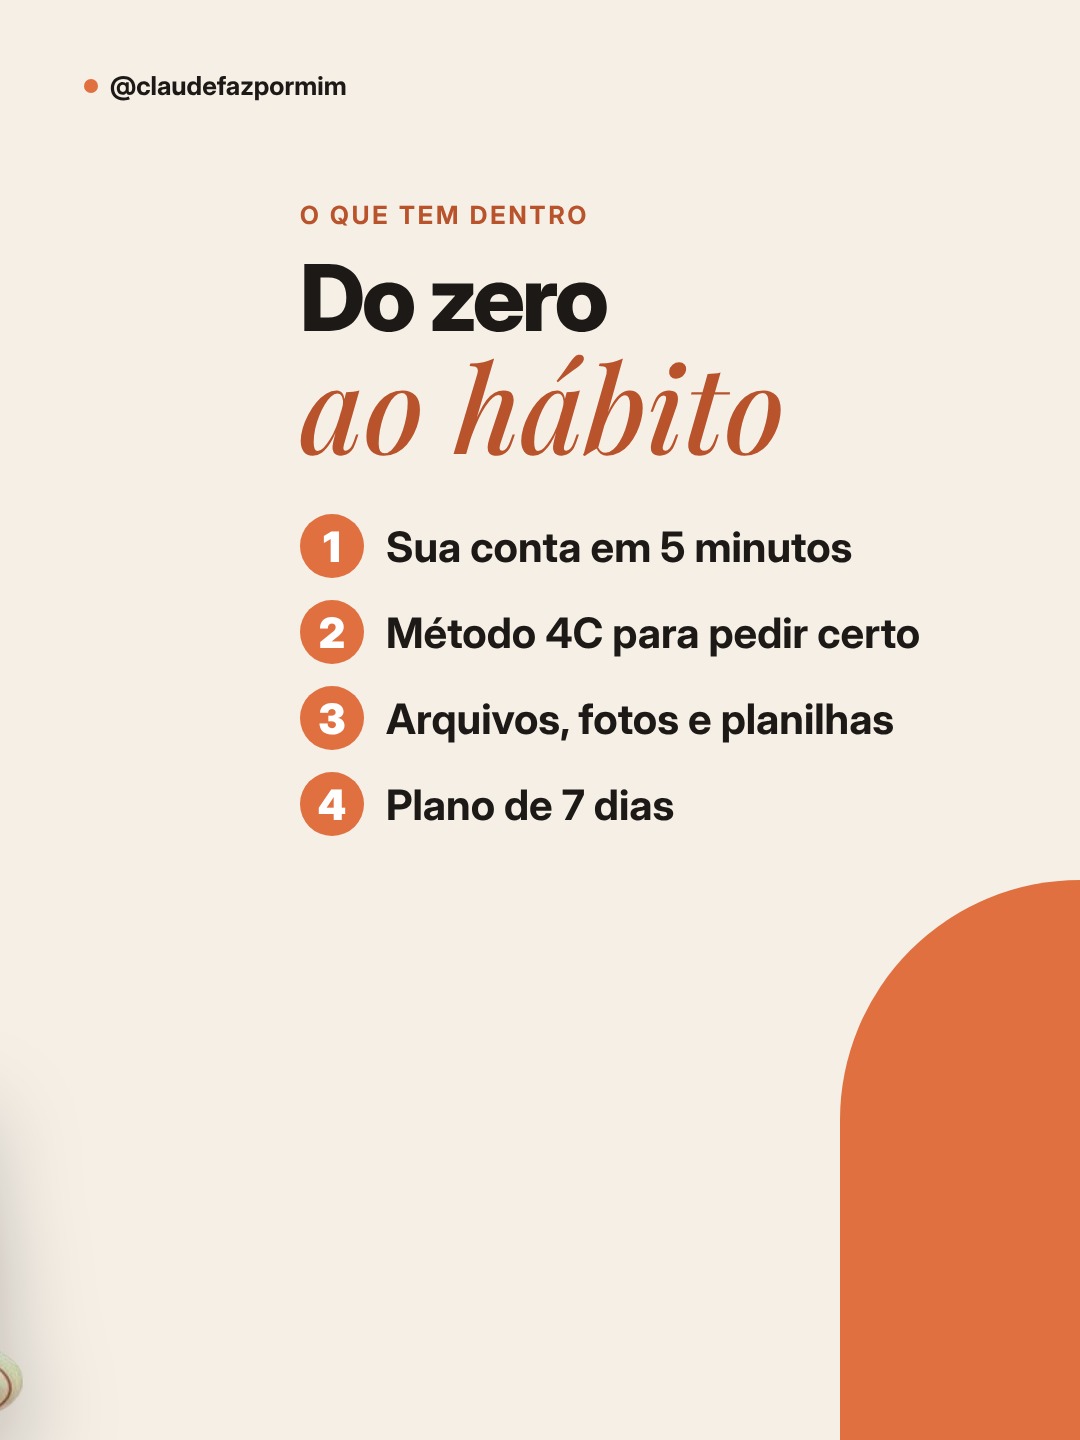 @claudefazpormim
O QUE TEM DENTRO
Do zero
ao hábito
1 Sua conta em 5 minutos
2 Método 4C para pedir certo
3 Arquivos, fotos e planilhas
4 Plano de 7 dias